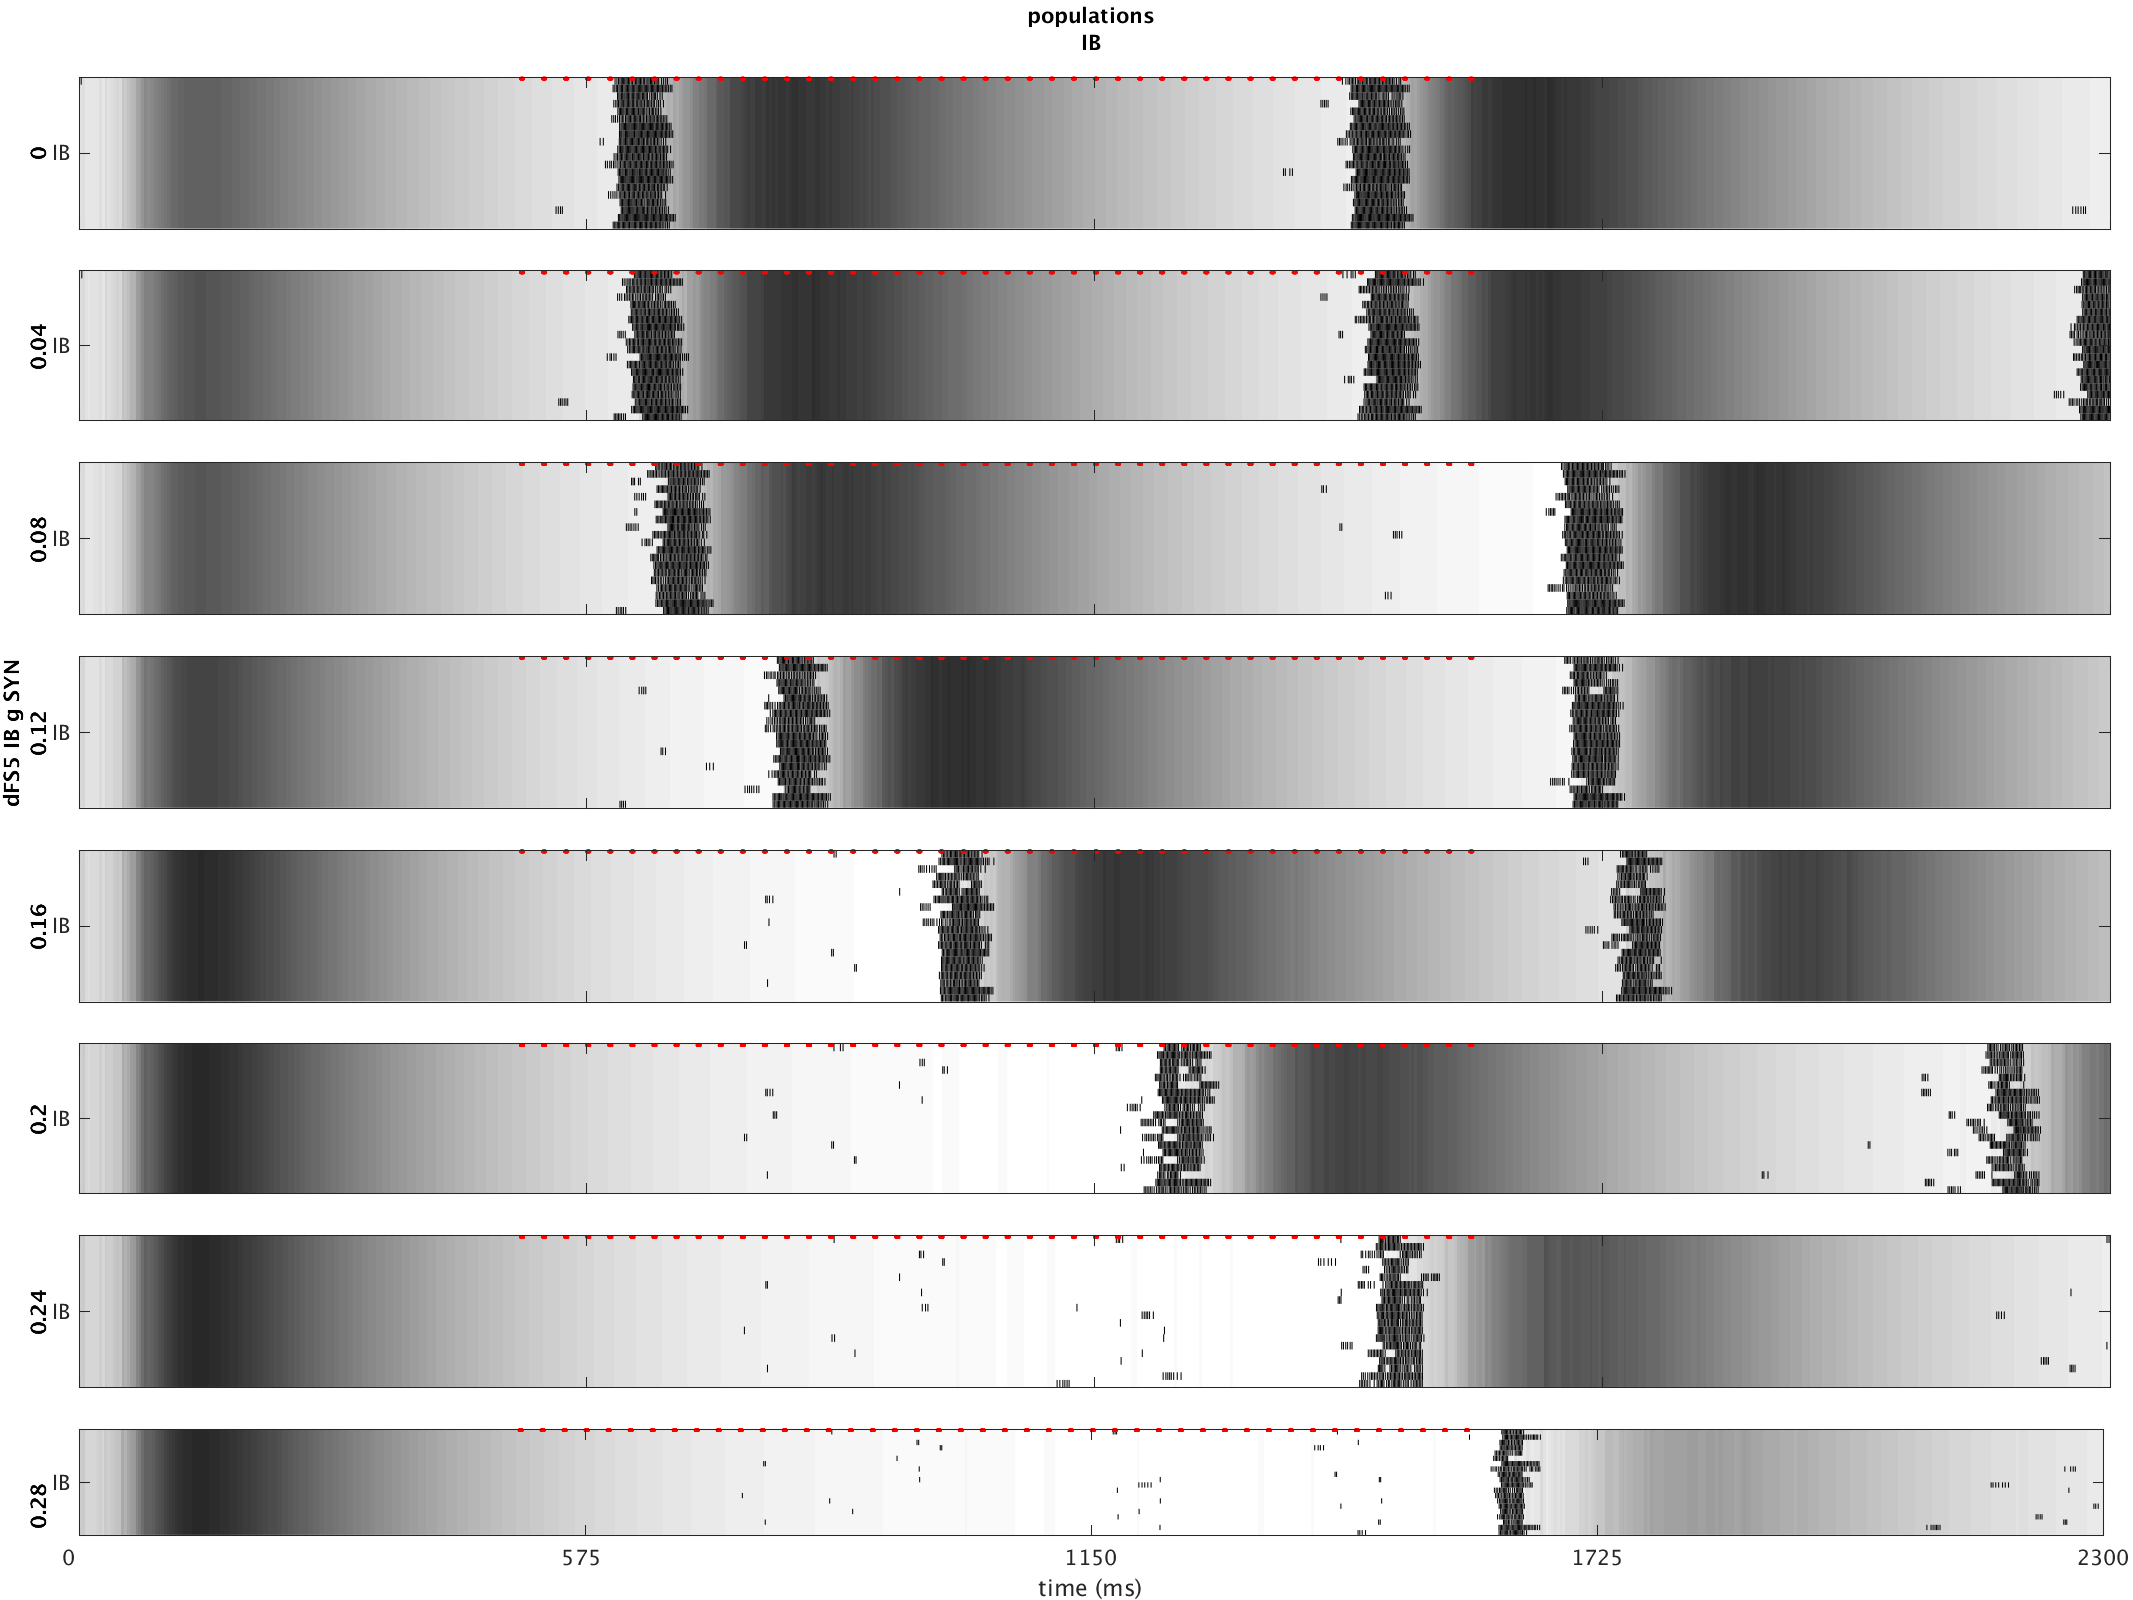 populations
IB
0 IB
0.04 IB
0.08 IB
dFS5 IB g SYN
0.12 IB
0.16 IB
0.2 IB
0.24 IB
0.28 IB
0 575 1150 1725 2300
time (ms)